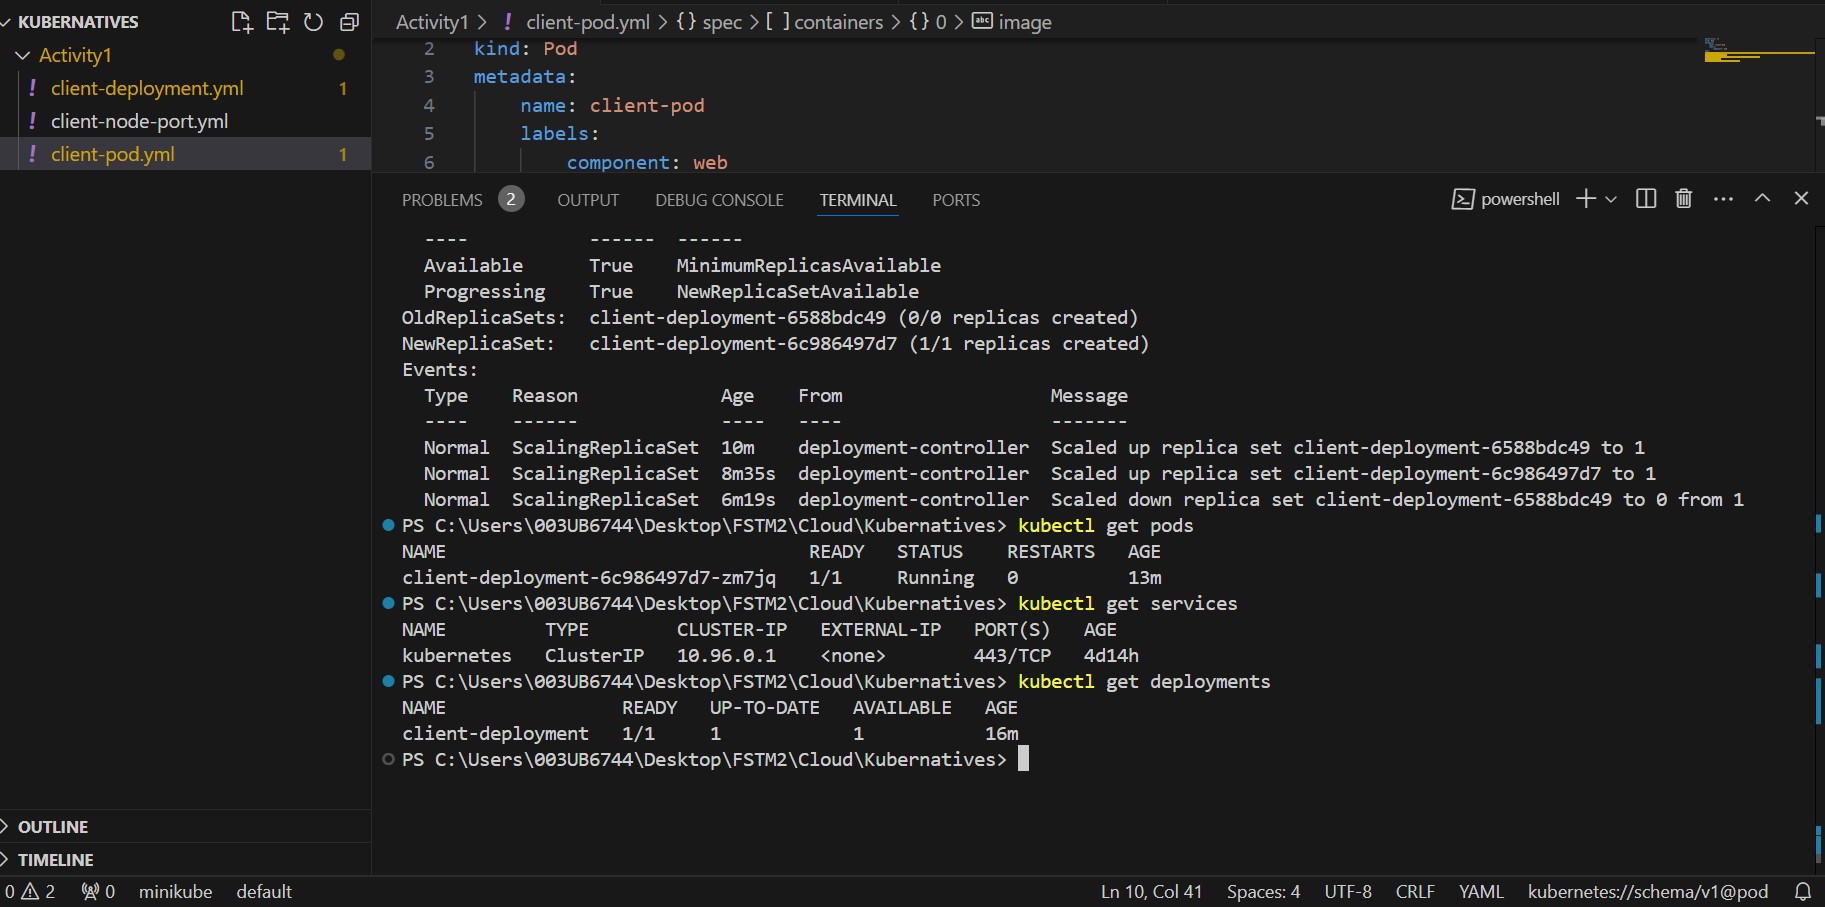 KUBERNATIVES
Activity1
! client-deployment.yml 1
! client-node-port.yml
! client-pod.yml 1
OUTLINE
TIMELINE
Activity1 > ! client-pod.yml > {} spec > [ ] containers > {} 0 > abc image
2 kind: Pod
3 metadata:
4 name: client-pod
5 labels:
6 component: web
PROBLEMS 2 OUTPUT DEBUG CONSOLE TERMINAL PORTS powershell
---- ------ ------
Available True MinimumReplicasAvailable
Progressing True NewReplicaSetAvailable
OldReplicaSets: client-deployment-6588bdc49 (0/0 replicas created)
NewReplicaSet: client-deployment-6c986497d7 (1/1 replicas created)
Events:
Type Reason Age From Message
---- ------ ---- ---- -------
Normal ScalingReplicaSet 10m deployment-controller Scaled up replica set client-deployment-6588bdc49 to 1
Normal ScalingReplicaSet 8m35s deployment-controller Scaled up replica set client-deployment-6c986497d7 to 1
Normal ScalingReplicaSet 6m19s deployment-controller Scaled down replica set client-deployment-6588bdc49 to 0 from 1
PS C:\Users\003UB6744\Desktop\FSTM2\Cloud\Kubernatives> kubectl get pods
NAME READY STATUS RESTARTS AGE
client-deployment-6c986497d7-zm7jq 1/1 Running 0 13m
PS C:\Users\003UB6744\Desktop\FSTM2\Cloud\Kubernatives> kubectl get services
NAME TYPE CLUSTER-IP EXTERNAL-IP PORT(S) AGE
kubernetes ClusterIP 10.96.0.1 <none> 443/TCP 4d14h
PS C:\Users\003UB6744\Desktop\FSTM2\Cloud\Kubernatives> kubectl get deployments
NAME READY UP-TO-DATE AVAILABLE AGE
client-deployment 1/1 1 1 16m
PS C:\Users\003UB6744\Desktop\FSTM2\Cloud\Kubernatives>
0 2 0 minikube default Ln 10, Col 41 Spaces: 4 UTF-8 CRLF YAML kubernetes://schema/v1@pod